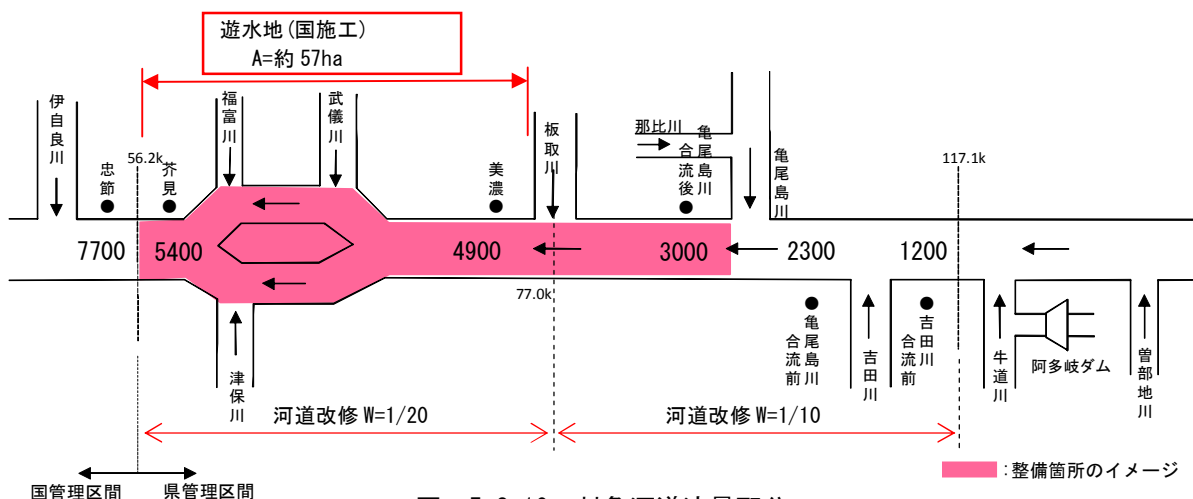 遊水地(国施工)
A=約 57ha
伊自良川
忠節
56.2k
芥見
福富川
武儀川
美濃
板取川
那比川
亀尾島川
合流後
亀尾島川
117.1k
7700
5400
4900
3000
2300
1200
77.0k
津保川
亀尾島川
合流前
吉田川
吉田川
合流前
牛道川
阿多岐ダム
曽部地川
河道改修 W=1/20
河道改修 W=1/10
国管理区間
県管理区間
:整備箇所のイメージ